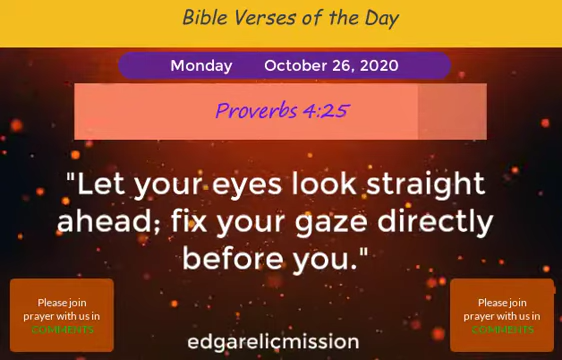 Bible Verses of the Day
Monday October 26, 2020
Proverbs 4:25
"Let your eyes look straight
ahead; fix your gaze directly
before you."
Please join
prayer with us in
COMMENTS
Please join
prayer with us in
COMMENTS
edgarelicmission